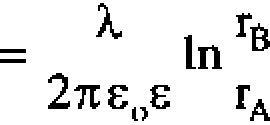 = λ / 2πε₀ε ln r_B / r_A